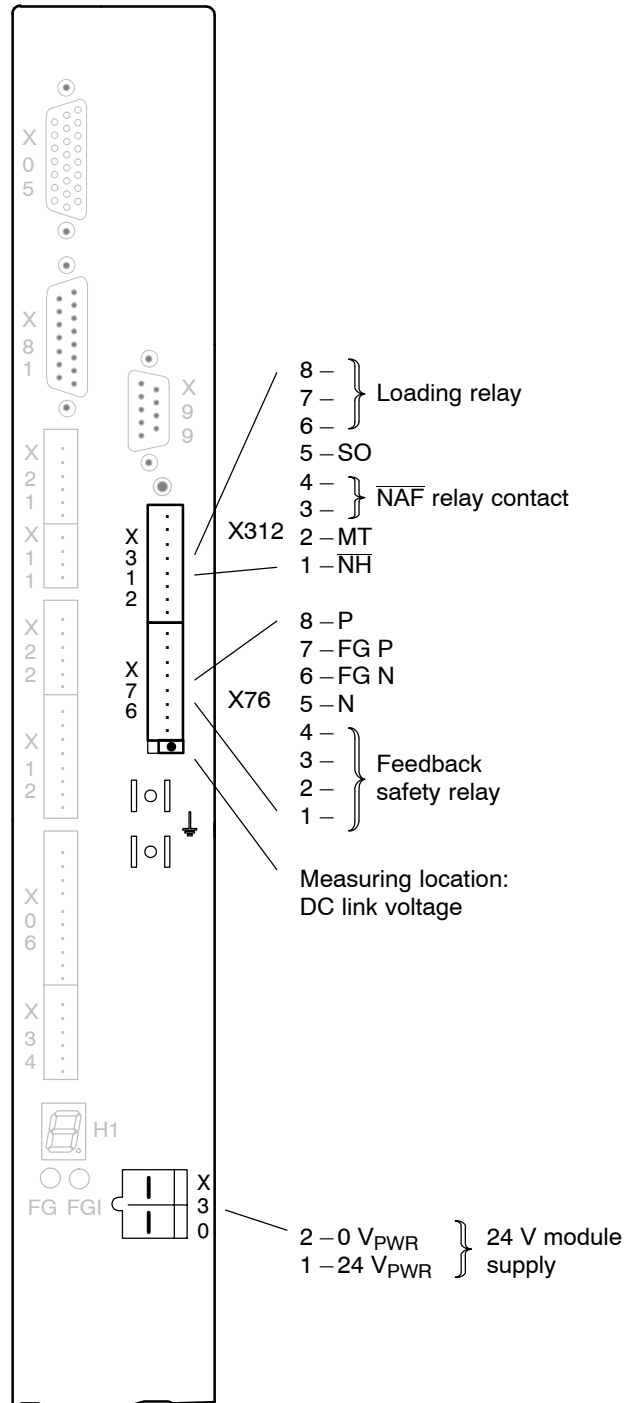 X
0
5
X
8
1
X
9
9
X
2
1
X
1
1
X
3
1
2
X312
8 –
7 –
6 –
Loading relay
5 – SO
4 –
3 –
N̅A̅F̅ relay contact
2 – MT
1 – N̅H̅
X
2
2
X
7
6
X76
8 – P
7 – FG P
6 – FG N
5 – N
4 –
3 –
2 –
1 –
Feedback
safety relay
X
1
2
Measuring location:
DC link voltage
X
0
6
X
3
4
8.
H1
FG FGI
X
3
0
2 – 0 VPWR
1 – 24 VPWR
24 V module
supply